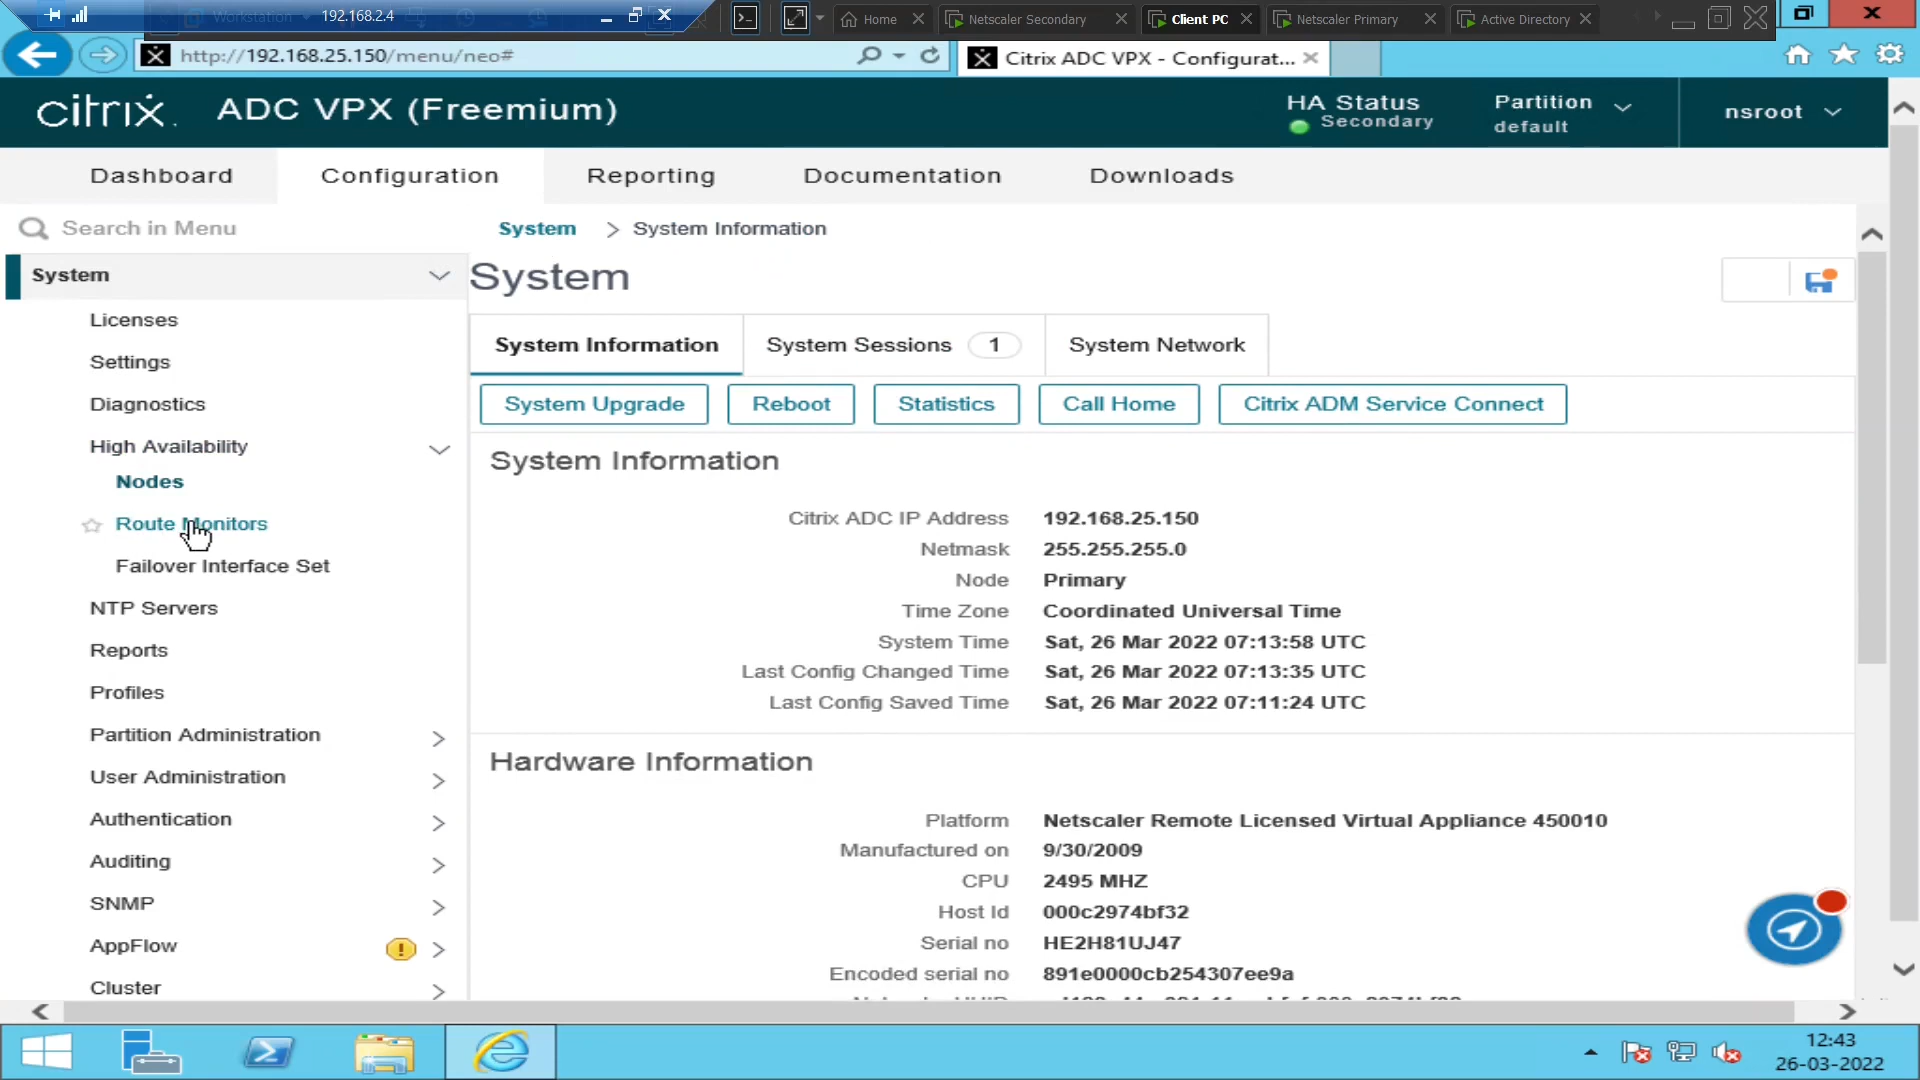 Workstation
192.168.2.4
Home
Netscaler Secondary
Client PC
Netscaler Primary
Active Directory
http://192.168.25.150/menu/neo#
Citrix ADC VPX - Configurat...
citrix. ADC VPX (Freemium)
HA Status
Secondary
Partition
default
nsroot
Dashboard
Configuration
Reporting
Documentation
Downloads
Search in Menu
System > System Information
System
System
Licenses
Settings
Diagnostics
High Availability
Nodes
Route Monitors
Failover Interface Set
NTP Servers
Reports
Profiles
Partition Administration
User Administration
Authentication
Auditing
SNMP
AppFlow
Cluster
System Information
System Sessions 1
System Network
System Upgrade
Reboot
Statistics
Call Home
Citrix ADM Service Connect
System Information
Citrix ADC IP Address 192.168.25.150
Netmask 255.255.255.0
Node Primary
Time Zone Coordinated Universal Time
System Time Sat, 26 Mar 2022 07:13:58 UTC
Last Config Changed Time Sat, 26 Mar 2022 07:13:35 UTC
Last Config Saved Time Sat, 26 Mar 2022 07:11:24 UTC
Hardware Information
Platform Netscaler Remote Licensed Virtual Appliance 450010
Manufactured on 9/30/2009
CPU 2495 MHZ
Host Id 000c2974bf32
Serial no HE2H81UJ47
Encoded serial no 891e0000cb254307ee9a
12:43
26-03-2022